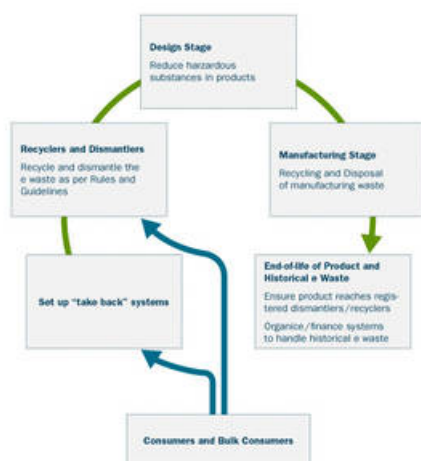 Design Stage
Reduce harzardous
substances in products
Recyclers and Dismantlers
Recycle and dismantle the
e waste as per Rules and
Guidelines
Manufacturing Stage
Recycling and Disposal
of manufacturing waste
Set up “take back” systems
End-of-life of Product and
Historical e Waste
Ensure product reaches regis-
tered dismantlers/recyclers
Organice/finance systems
to handle historical e waste
Consumers and Bulk Consumers